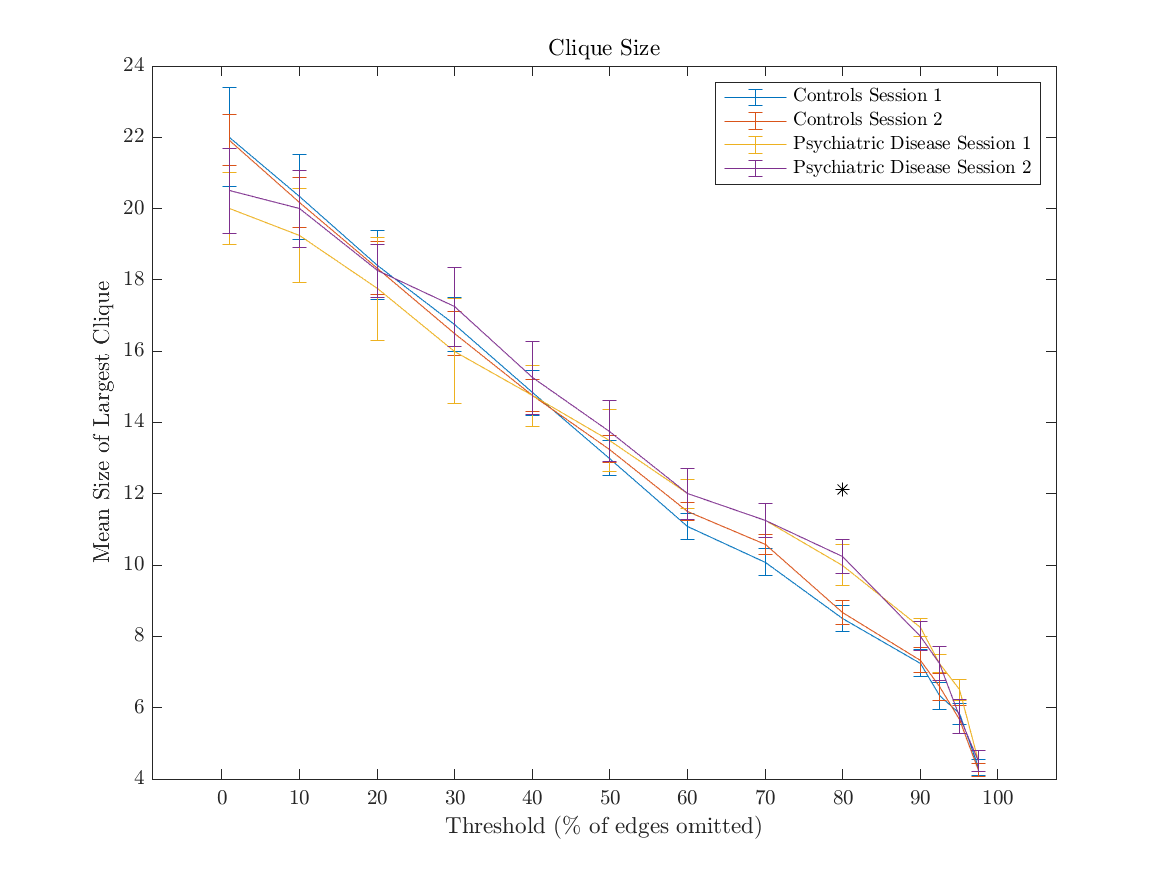 Clique Size
24
22
20
18
16
14
12
10
8
6
4
Mean Size of Largest Clique
Controls Session 1
Controls Session 2
Psychiatric Disease Session 1
Psychiatric Disease Session 2
0 10 20 30 40 50 60 70 80 90 100
Threshold (% of edges omitted)